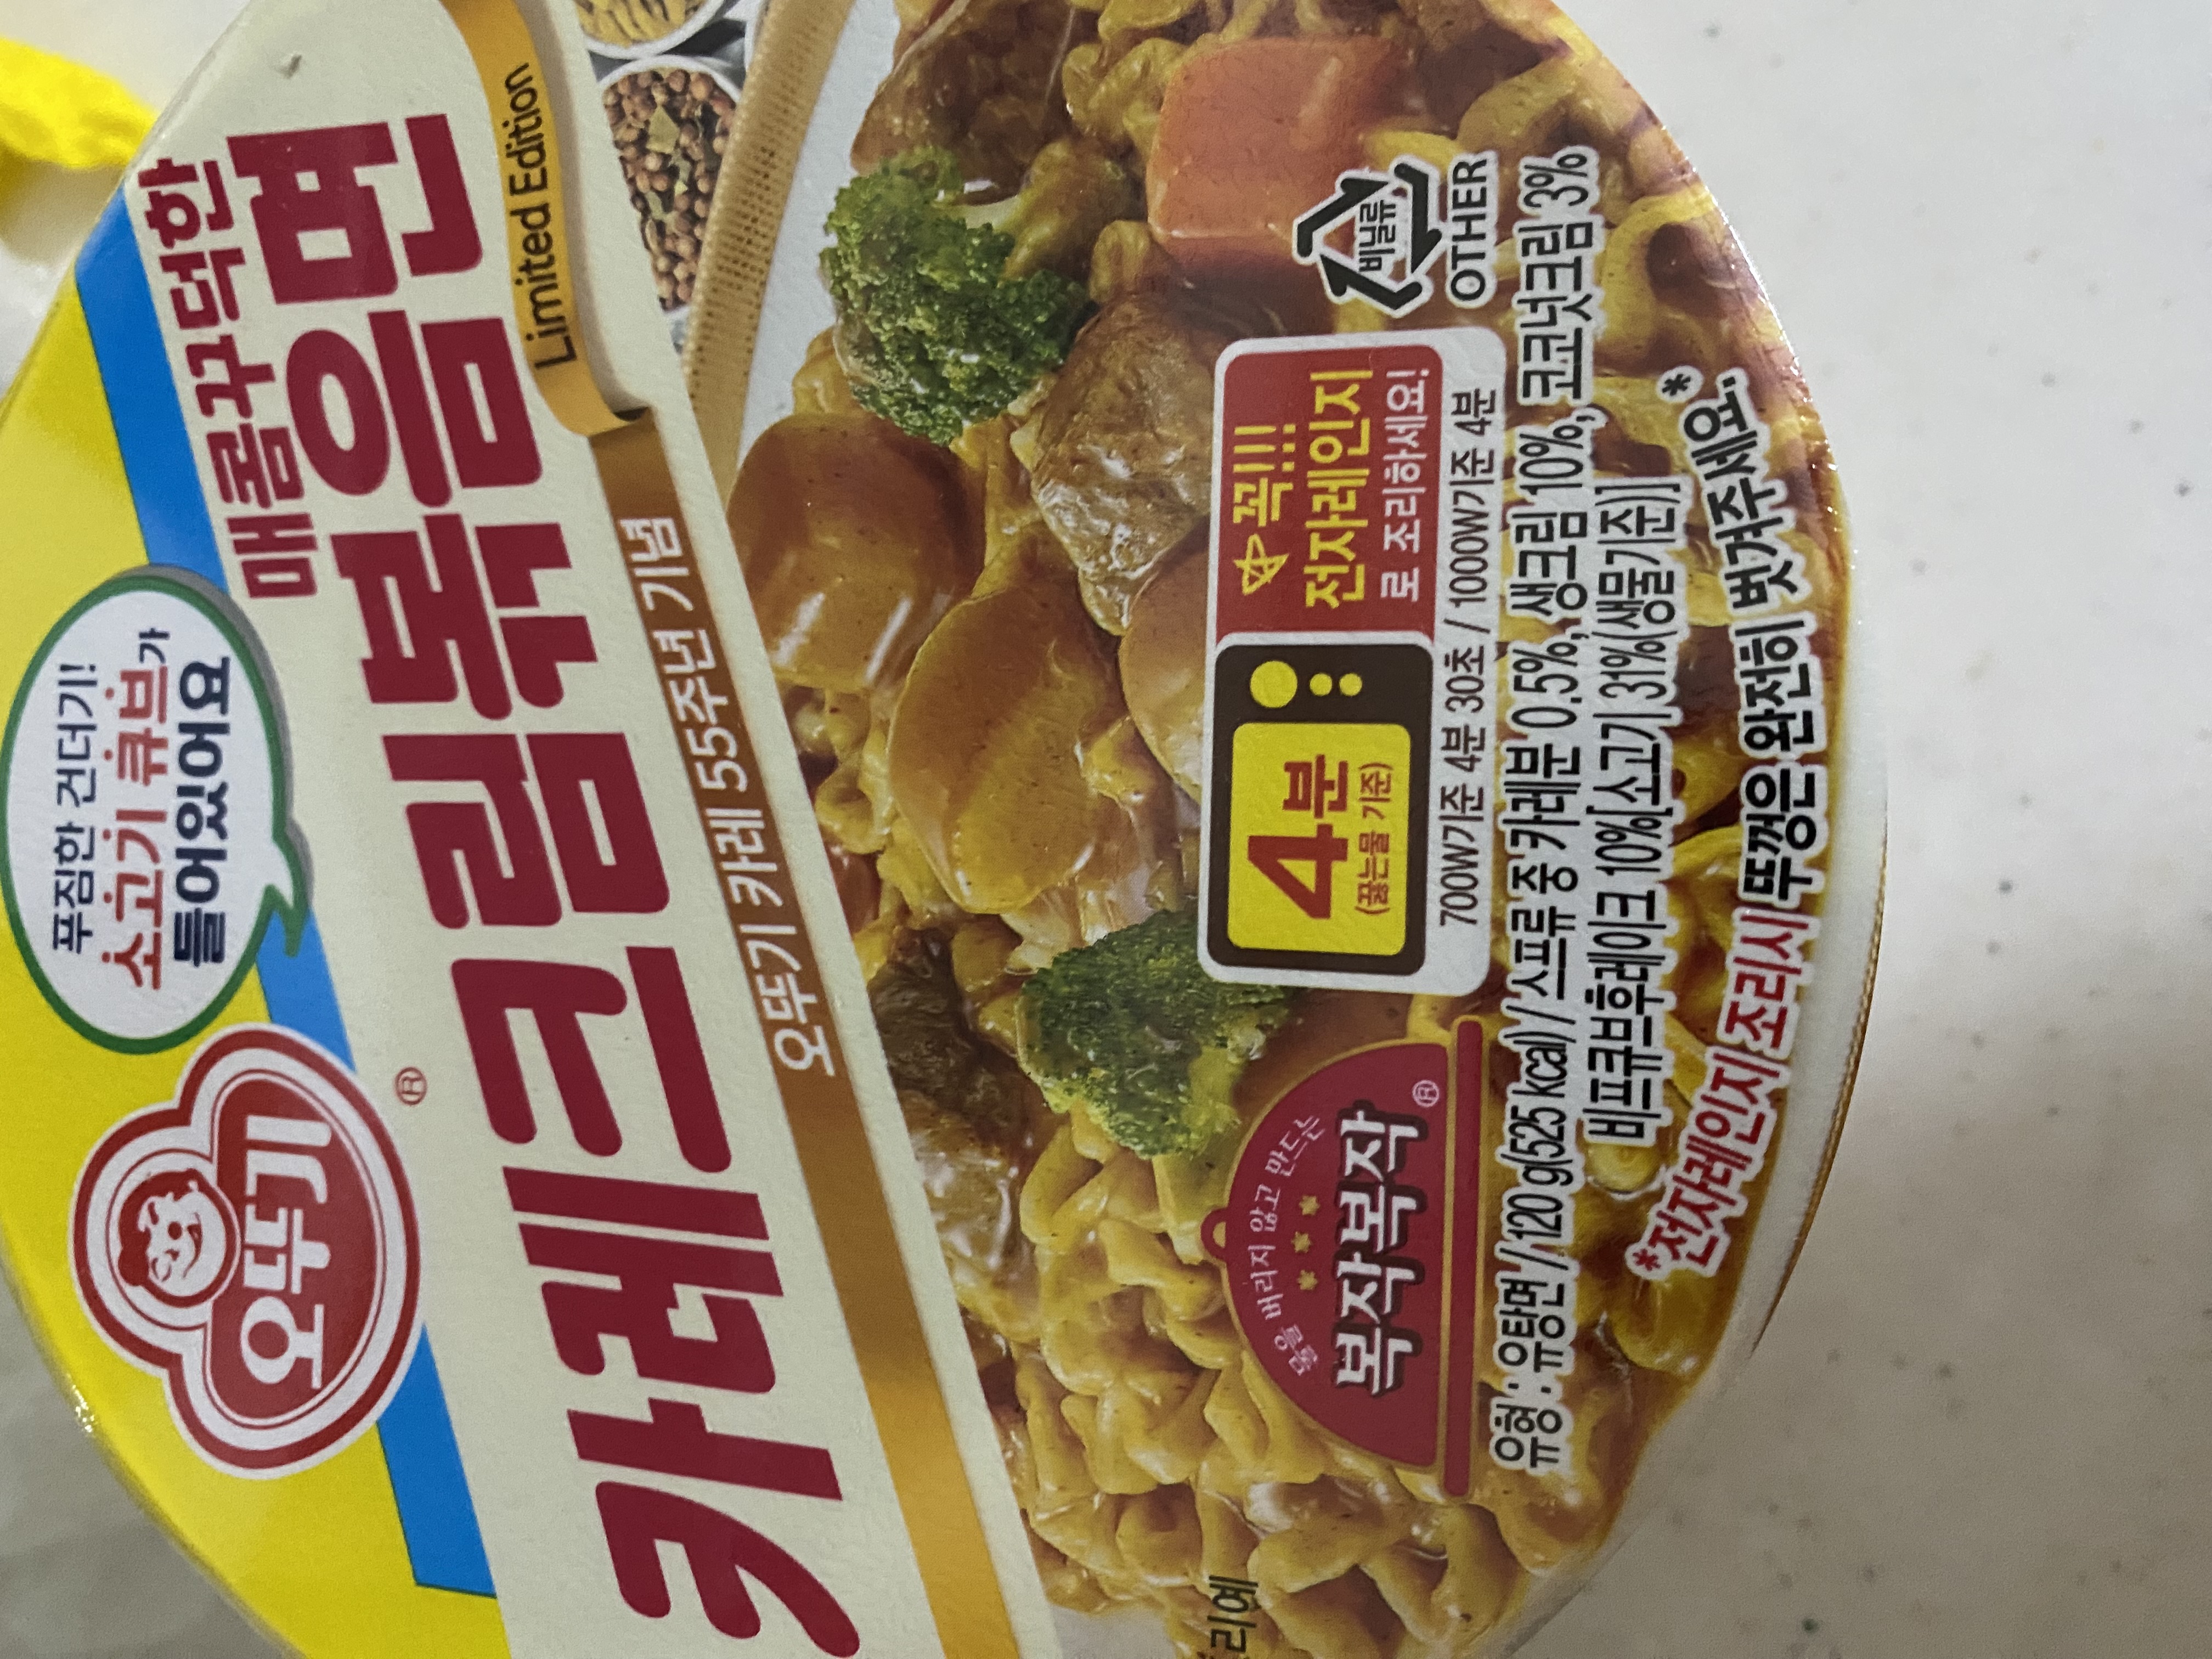 푸짐한 건더기!
소고기 큐브가
들어있어요
오뚜기
매콤꾸덕한
카레크림볶음면
®
Limited Edition
오뚜기 카레 55주년 기념
꼭!!!
전자레인지
로 조리하세요!
4분
(끓는물 기준)
700W기준 4분 30초 / 1000W기준 4분
비닐류
OTHER
물을 버리지 않고 만드는
복작복작
®
유형 : 유탕면 / 120 g(525 kcal) / 스프류 중 카레분 0.5%, 생크림 10%, 코코넛크림 3%
비프큐브후레이크 10%[소고기 31%(생물기준)]
*전자레인지 조리시 뚜껑은 완전히 벗겨주세요.*
리예